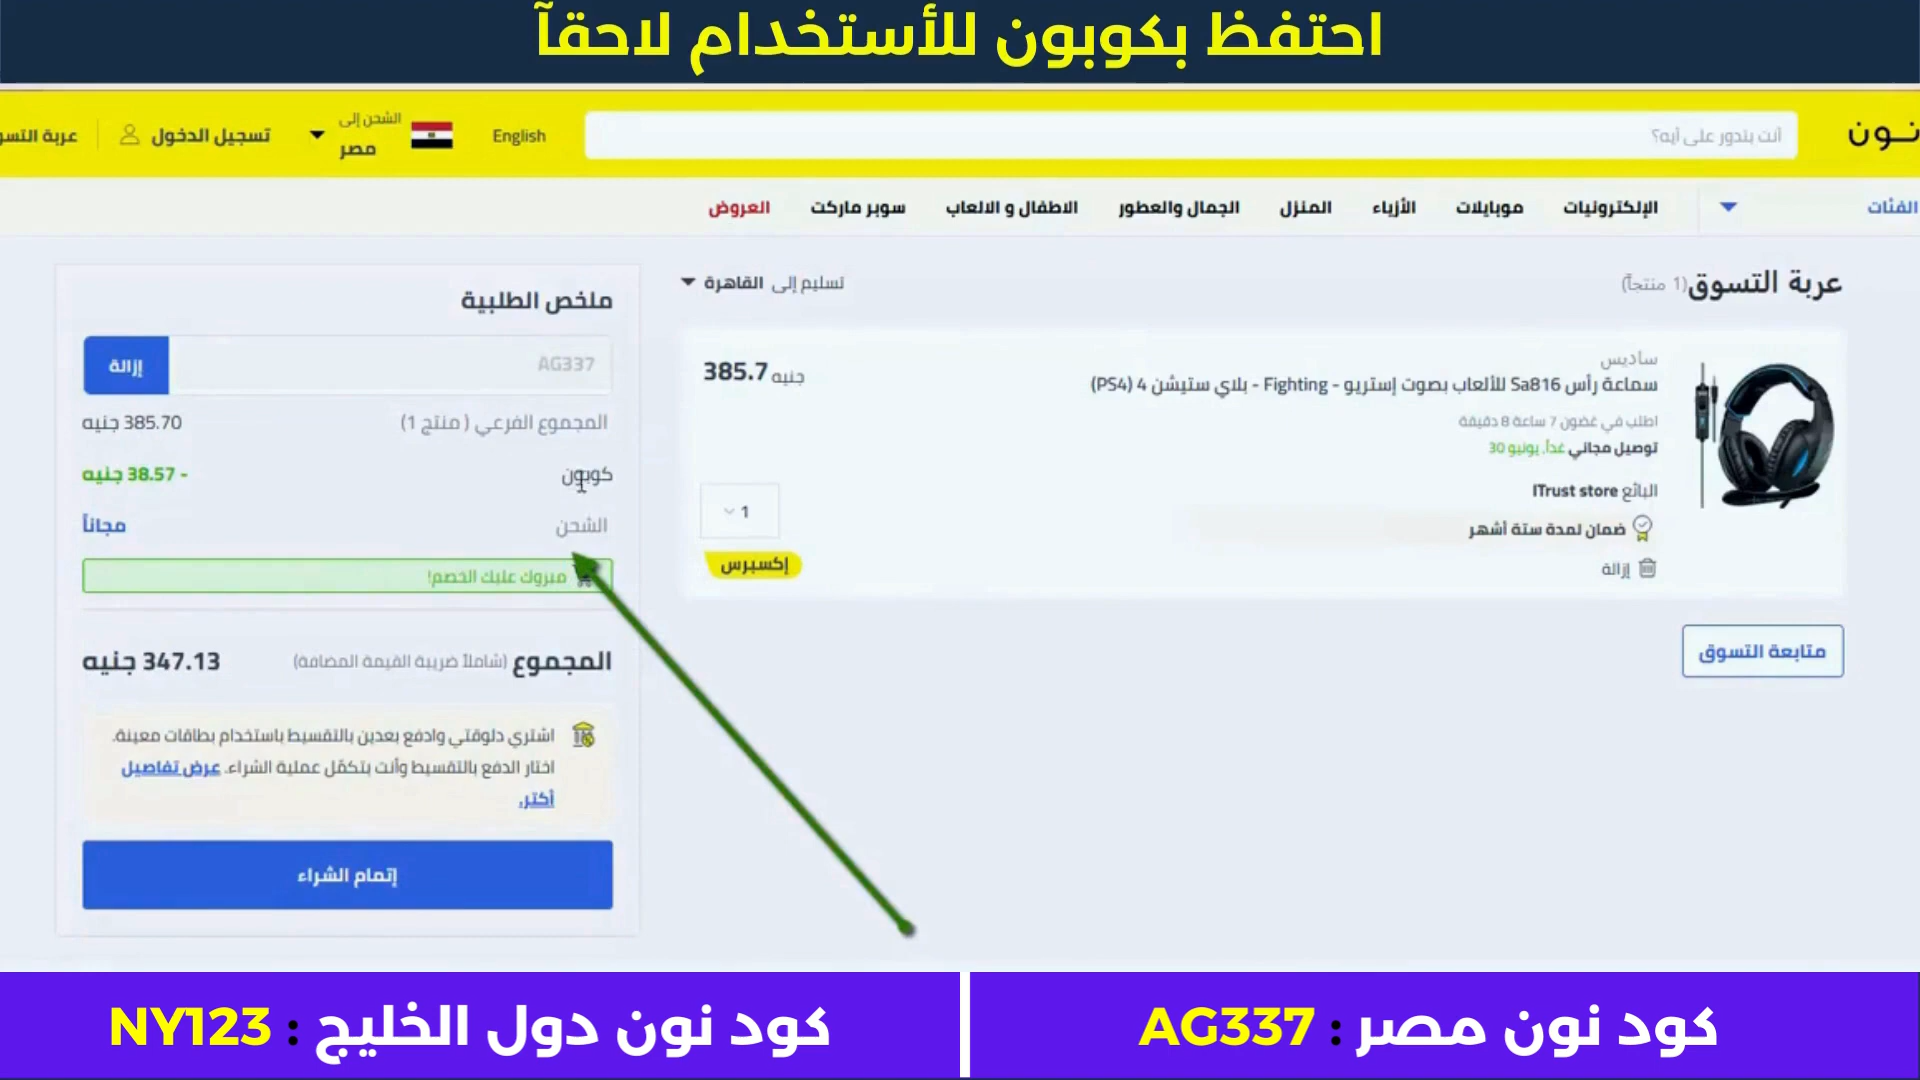 احتفظ بكوبون للأستخدام لاحقآ
نـون
أنت بتدور على أيه؟
English
الشحن إلى
مصر
تسجيل الدخول
عربة التسو
الفئات
الإلكترونيات
موبايلات
الأزياء
المنزل
الجمال والعطور
الاطفال و الالعاب
سوبر ماركت
العروض
عربة التسوق (1 منتجاً)
تسليم إلى القاهرة
ساديس
سماعة رأس Sa816 للألعاب بصوت إستريو - Fighting - بلاي ستيشن 4 (PS4)
جنيه 385.7
اطلب في غضون 7 ساعة 8 دقيقة
توصيل مجاني غداً، يونيو 30
البائع ITrust store
ضمان لمدة ستة أشهر
إزالة
1
إكسبرس
متابعة التسوق
ملخص الطلبية
AG337
إزالة
المجموع الفرعي ( منتج 1) 385.70 جنيه
كوبون - 38.57 جنيه
الشحن مجاناً
مبروك عليك الخصم!
المجموع (شاملاً ضريبة القيمة المضافة) 347.13 جنيه
اشتري دلوقتي وادفع بعدين بالتقسيط باستخدام بطاقات معينة.
اختار الدفع بالتقسيط وأنت بتكمّل عملية الشراء. عرض تفاصيل
أكتر.
إتمام الشراء
كود نون مصر : AG337
كود نون دول الخليج : NY123